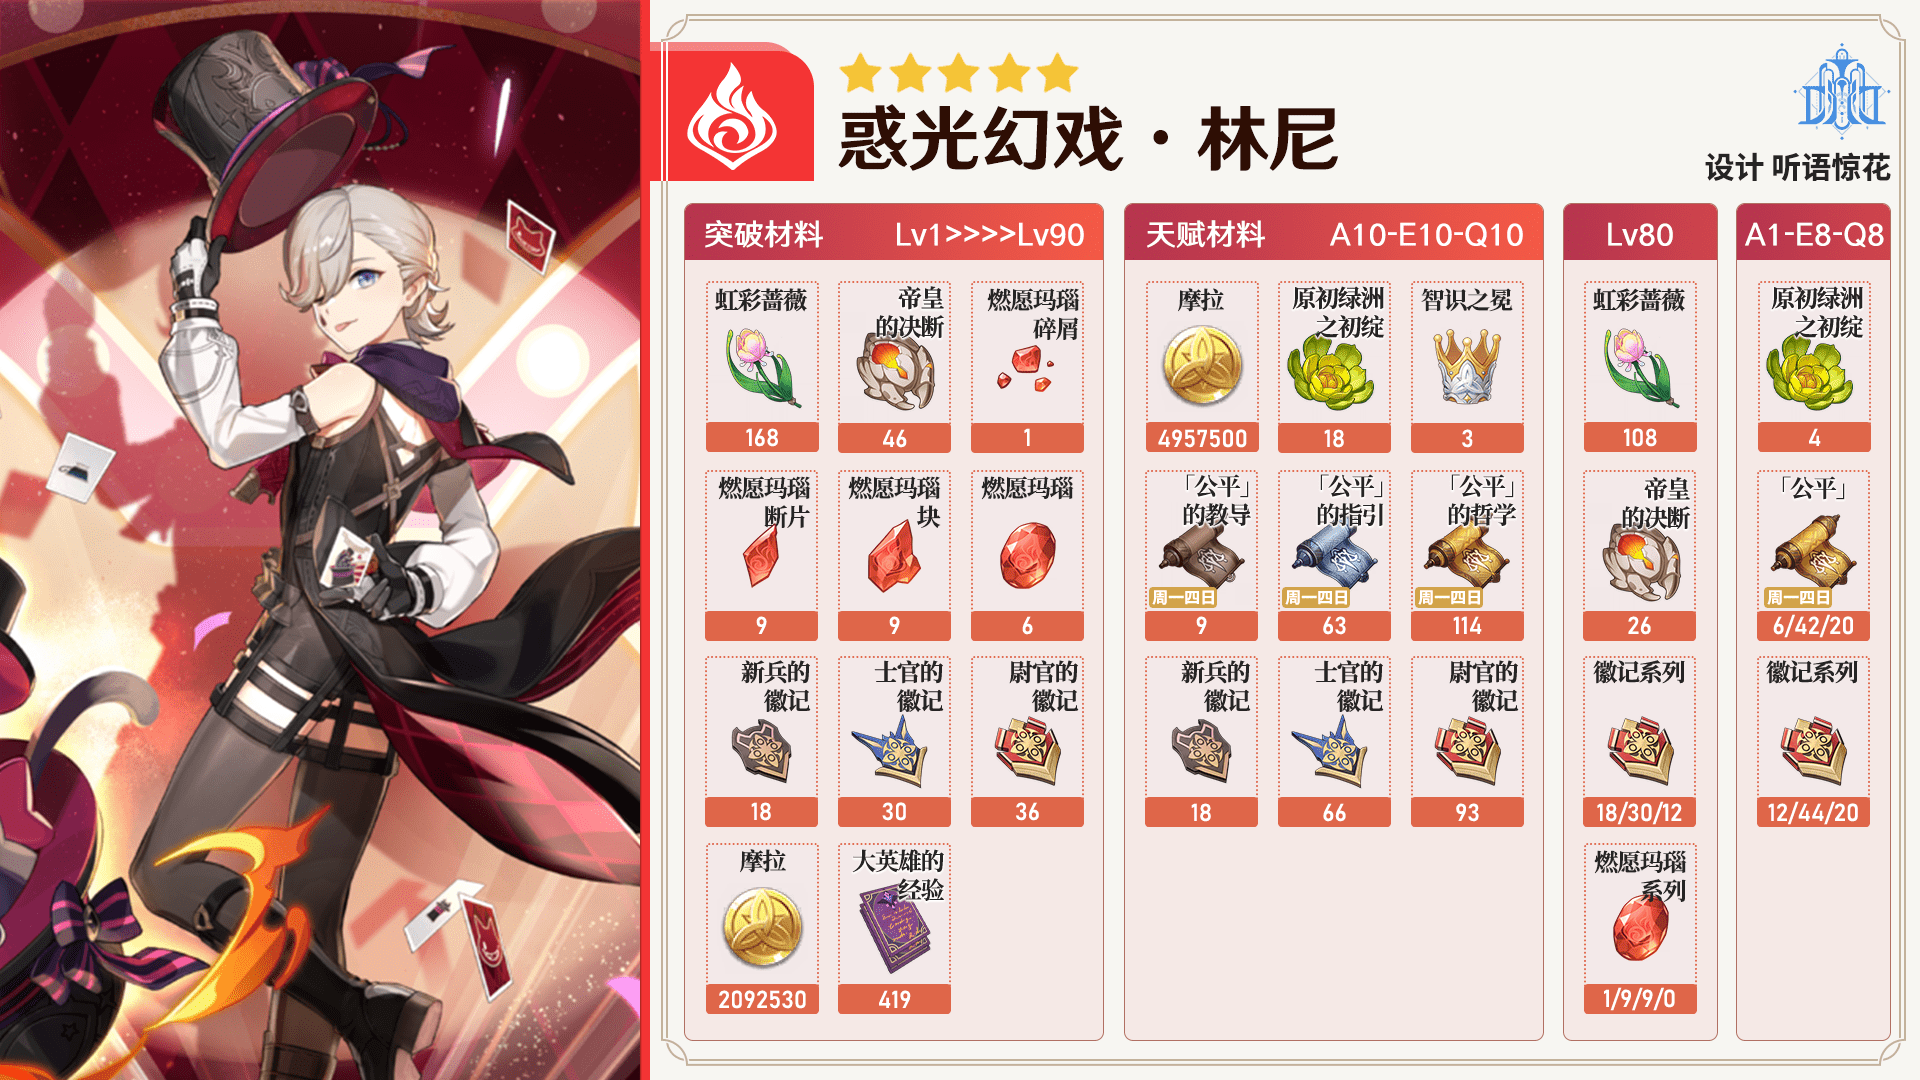 惑光幻戏·林尼
设计 听语惊花
突破材料 Lv1>>>>Lv90
虹彩蔷薇
168
帝皇
的决断
46
燃愿玛瑙
碎屑
1
燃愿玛瑙
断片
9
燃愿玛瑙
块
9
燃愿玛瑙
6
新兵的
徽记
18
士官的
徽记
30
尉官的
徽记
36
摩拉
2092530
大英雄的
经验
419
天赋材料 A10-E10-Q10
摩拉
4957500
原初绿洲
之初绽
18
智识之冕
3
「公平」
的教导
周一四日
9
「公平」
的指引
周一四日
63
「公平」
的哲学
周一四日
114
新兵的
徽记
18
士官的
徽记
66
尉官的
徽记
93
Lv80
虹彩蔷薇
108
帝皇
的决断
26
徽记系列
18/30/12
燃愿玛瑙
系列
1/9/9/0
A1-E8-Q8
原初绿洲
之初绽
4
「公平」
周一四日
6/42/20
徽记系列
12/44/20